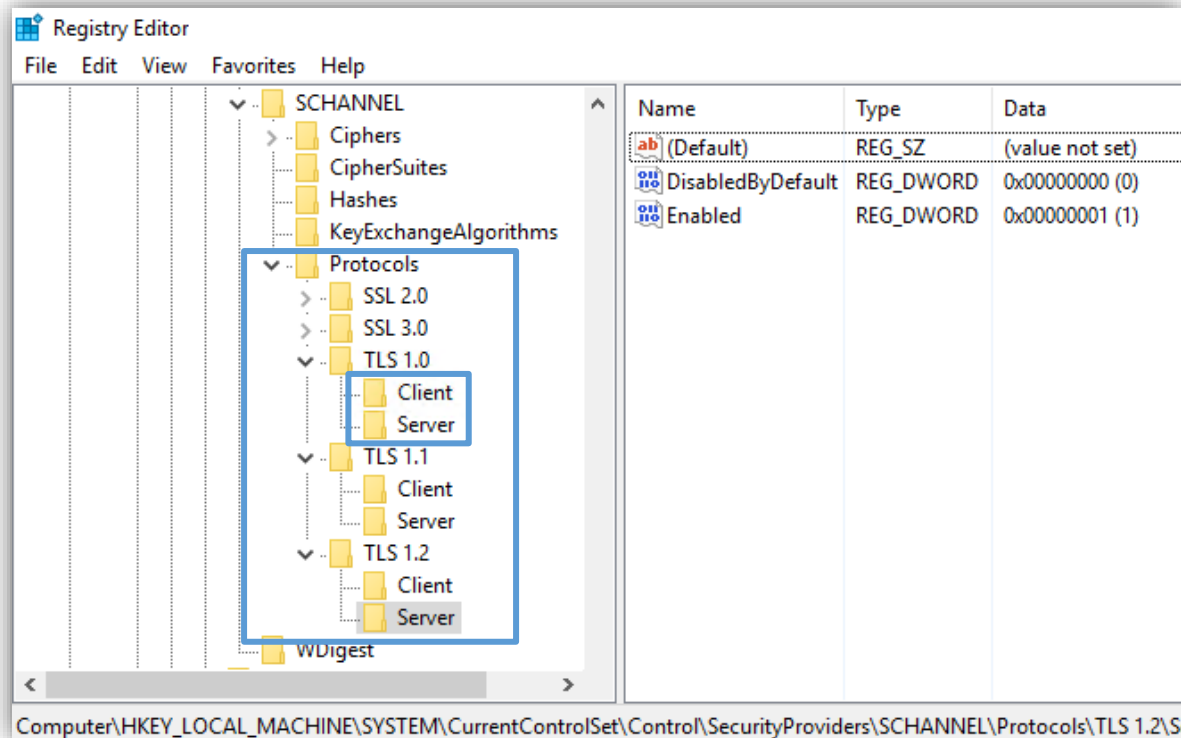 Registry Editor
File Edit View Favorites Help
SCHANNEL
Ciphers
CipherSuites
Hashes
KeyExchangeAlgorithms
Protocols
SSL 2.0
SSL 3.0
TLS 1.0
Client
Server
TLS 1.1
Client
Server
TLS 1.2
Client
Server
WDigest
Name Type Data
(Default) REG_SZ (value not set)
DisabledByDefault REG_DWORD 0x00000000 (0)
Enabled REG_DWORD 0x00000001 (1)
Computer\HKEY_LOCAL_MACHINE\SYSTEM\CurrentControlSet\Control\SecurityProviders\SCHANNEL\Protocols\TLS 1.2\S